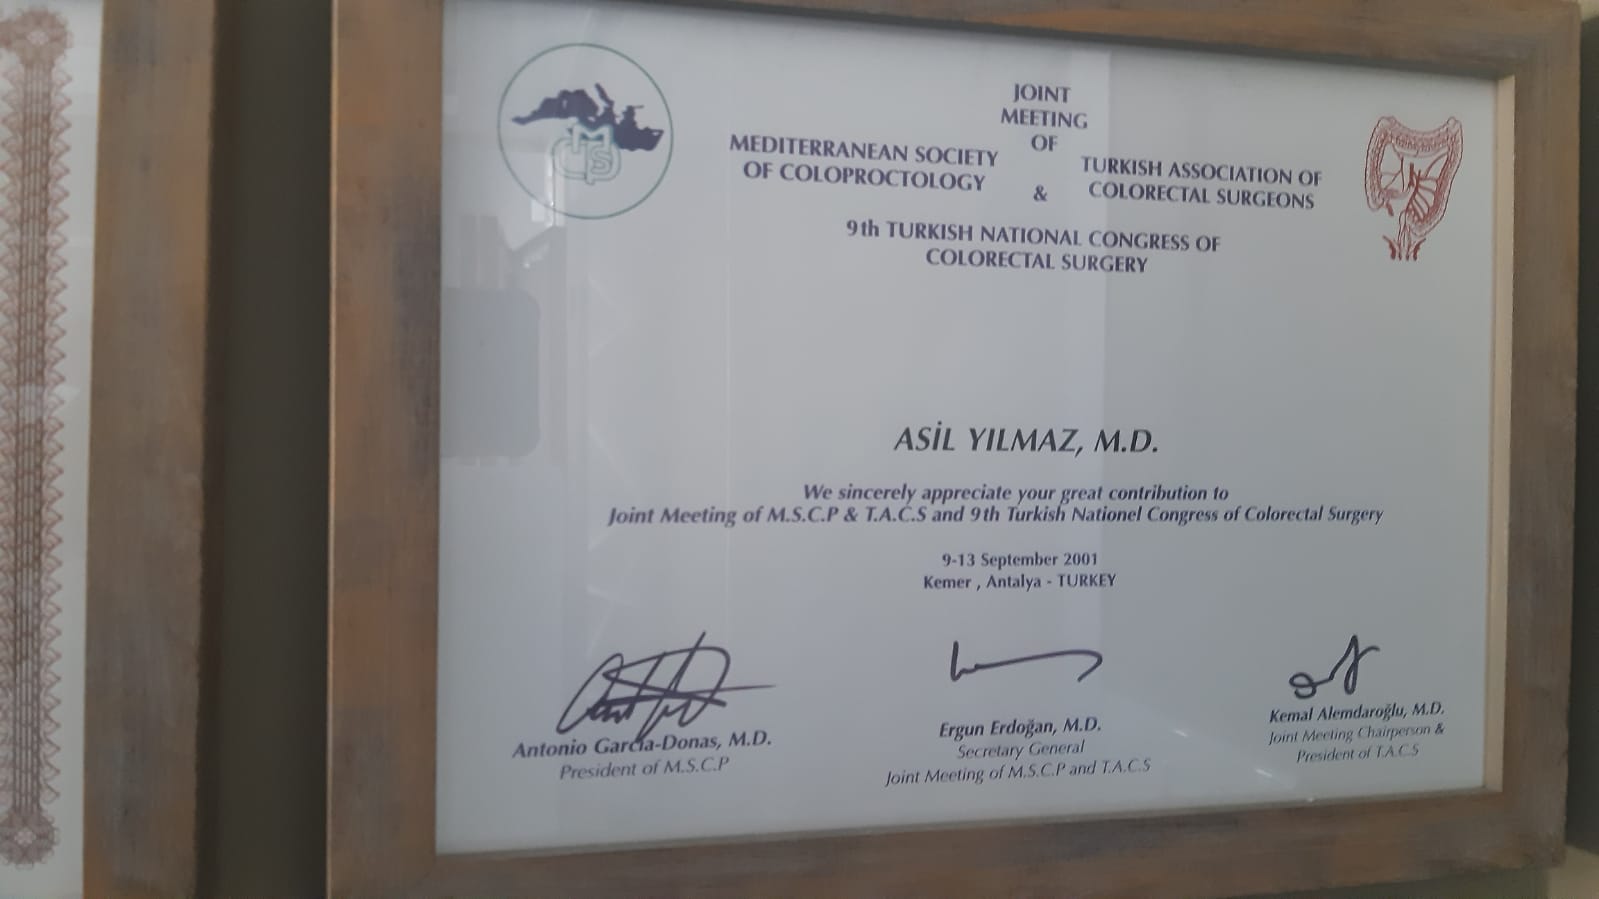 JOINT
MEETING
OF
MEDITERRANEAN SOCIETY
OF COLOPROCTOLOGY
&
TURKISH ASSOCIATION OF
COLORECTAL SURGEONS
9th TURKISH NATIONAL CONGRESS OF
COLORECTAL SURGERY
ASİL YILMAZ, M.D.
We sincerely appreciate your great contribution to
Joint Meeting of M.S.C.P & T.A.C.S and 9th Turkish Nationel Congress of Colorectal Surgery
9-13 September 2001
Kemer , Antalya - TURKEY
Antonio Garcia-Donas, M.D.
President of M.S.C.P
Ergun Erdoğan, M.D.
Secretary General
Joint Meeting of M.S.C.P and T.A.C.S
Kemal Alemdaroğlu, M.D.
Joint Meeting Chairperson &
President of T.A.C.S